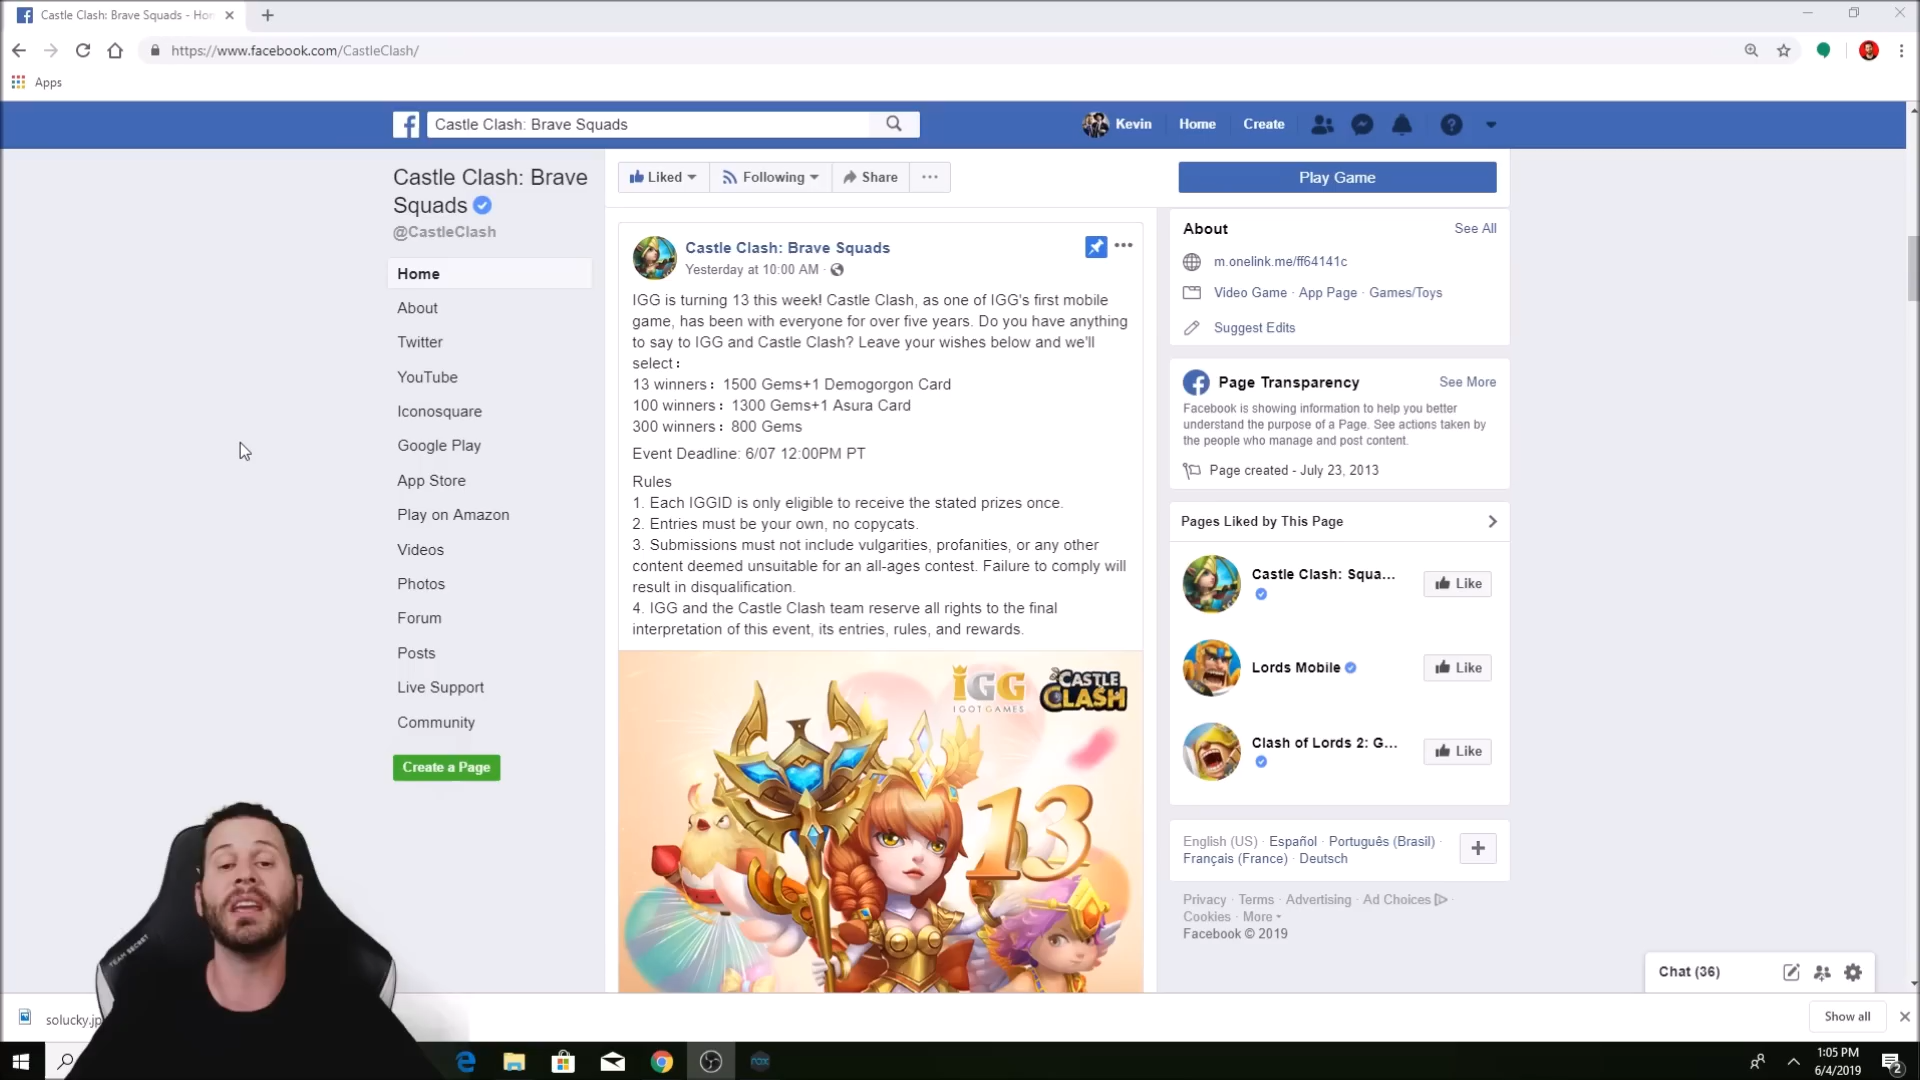 Castle Clash: Brave Squads - Hom
https://www.facebook.com/CastleClash/
Apps
Castle Clash: Brave Squads
Kevin
Home
Create
Castle Clash: Brave
Squads
@CastleClash
Home
About
Twitter
YouTube
Iconosquare
Google Play
App Store
Play on Amazon
Videos
Photos
Forum
Posts
Live Support
Community
Create a Page
Liked
Following
Share
Play Game
Castle Clash: Brave Squads
Yesterday at 10:00 AM ·
IGG is turning 13 this week! Castle Clash, as one of IGG's first mobile
game, has been with everyone for over five years. Do you have anything
to say to IGG and Castle Clash? Leave your wishes below and we'll
select：
13 winners：1500 Gems+1 Demogorgon Card
100 winners：1300 Gems+1 Asura Card
300 winners：800 Gems
Event Deadline: 6/07 12:00PM PT
Rules
1. Each IGGID is only eligible to receive the stated prizes once.
2. Entries must be your own, no copycats.
3. Submissions must not include vulgarities, profanities, or any other
content deemed unsuitable for an all-ages contest. Failure to comply will
result in disqualification.
4. IGG and the Castle Clash team reserve all rights to the final
interpretation of this event, its entries, rules, and rewards.
IGG
I GOT GAMES
CASTLE
CLASH
13
About
See All
m.onelink.me/ff64141c
Video Game · App Page · Games/Toys
Suggest Edits
Page Transparency
See More
Facebook is showing information to help you better
understand the purpose of a Page. See actions taken by
the people who manage and post content.
Page created - July 23, 2013
Pages Liked by This Page
Castle Clash: Squa...
Like
Lords Mobile
Like
Clash of Lords 2: G...
Like
English (US) · Español · Português (Brasil) ·
Français (France) · Deutsch
Privacy · Terms · Advertising · Ad Choices ·
Cookies · More
Facebook © 2019
Chat (36)
TEAM SECRET
solucky.jp
Show all
nox
1:05 PM
6/4/2019
2